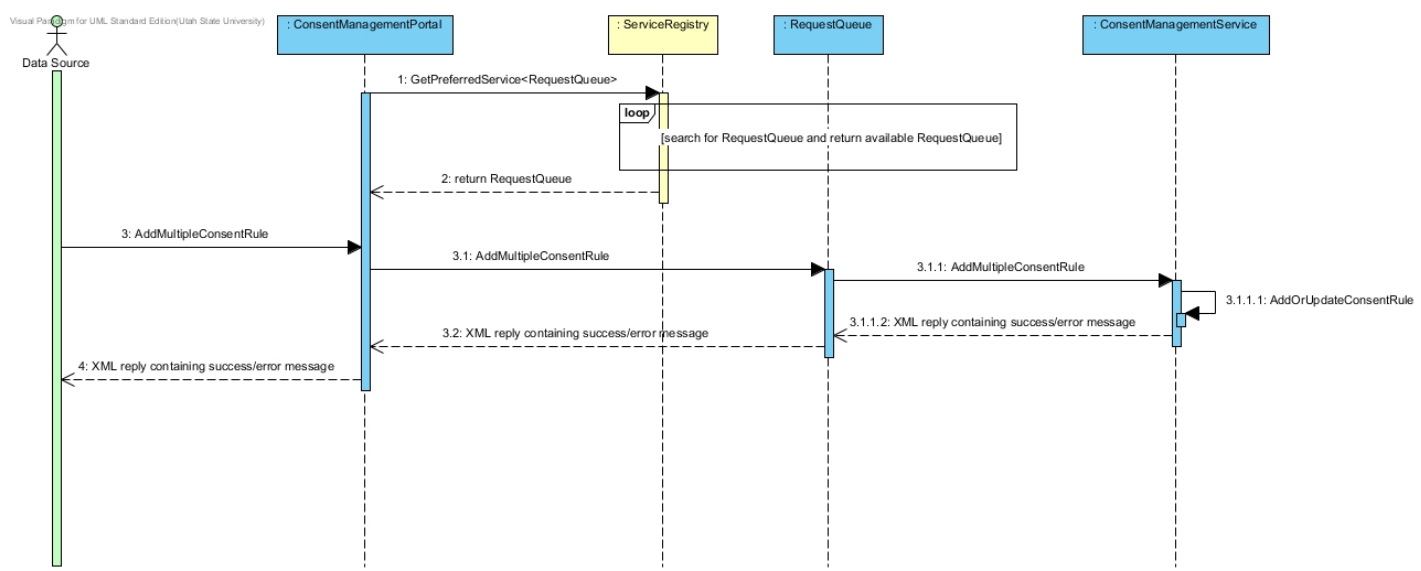 Visual Paradigm for UML Standard Edition(Utah State University)
Data Source
: ConsentManagementPortal
: ServiceRegistry
: RequestQueue
: ConsentManagementService
1: GetPreferredService<RequestQueue>
loop
[search for RequestQueue and return available RequestQueue]
2: return RequestQueue
3: AddMultipleConsentRule
3.1: AddMultipleConsentRule
3.1.1: AddMultipleConsentRule
3.1.1.1: AddOrUpdateConsentRule
3.1.1.2: XML reply containing success/error message
3.2: XML reply containing success/error message
4: XML reply containing success/error message